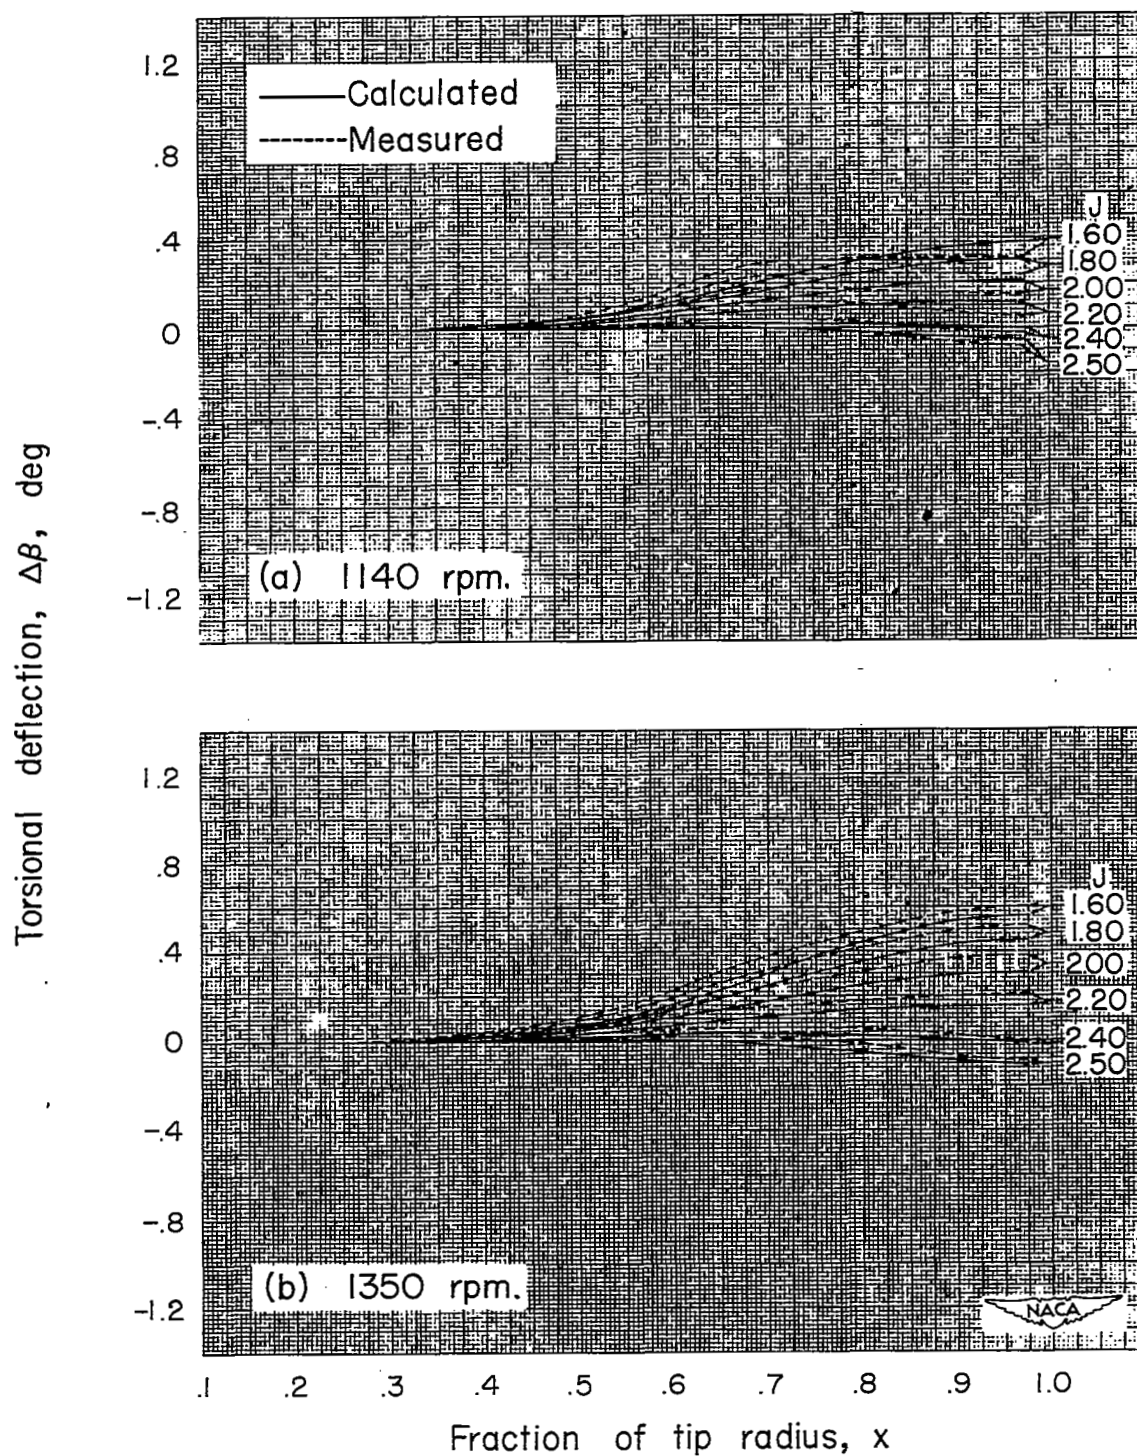 1.2
Calculated
Measured
.8
J
.4
1.60
1.80
2.00
2.20
0
2.40
2.50
-.4
-.8
(a) 1140 rpm.
-1.2
Torsional deflection, Δβ, deg
1.2
.8
J
1.60
1.80
.4
200
2.20
0
2.40
2.50
-.4
-.8
(b) 1350 rpm.
-1.2
NACA
.1 .2 .3 .4 .5 .6 .7 .8 .9 1.0
Fraction of tip radius, x